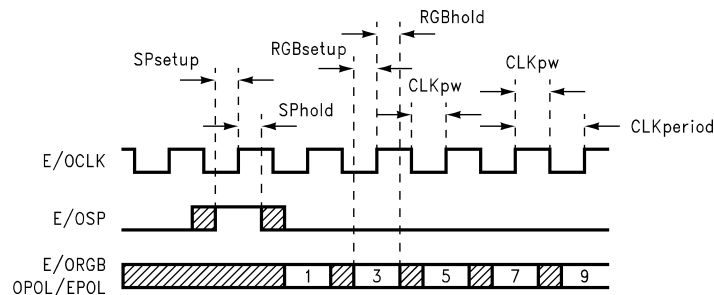 RGBhold
RGBsetup
SPsetup
CLKpw
CLKpw
SPhold
CLKperiod
E/OCLK
E/OSP
E/ORGB
OPOL/EPOL
1 3 5 7 9